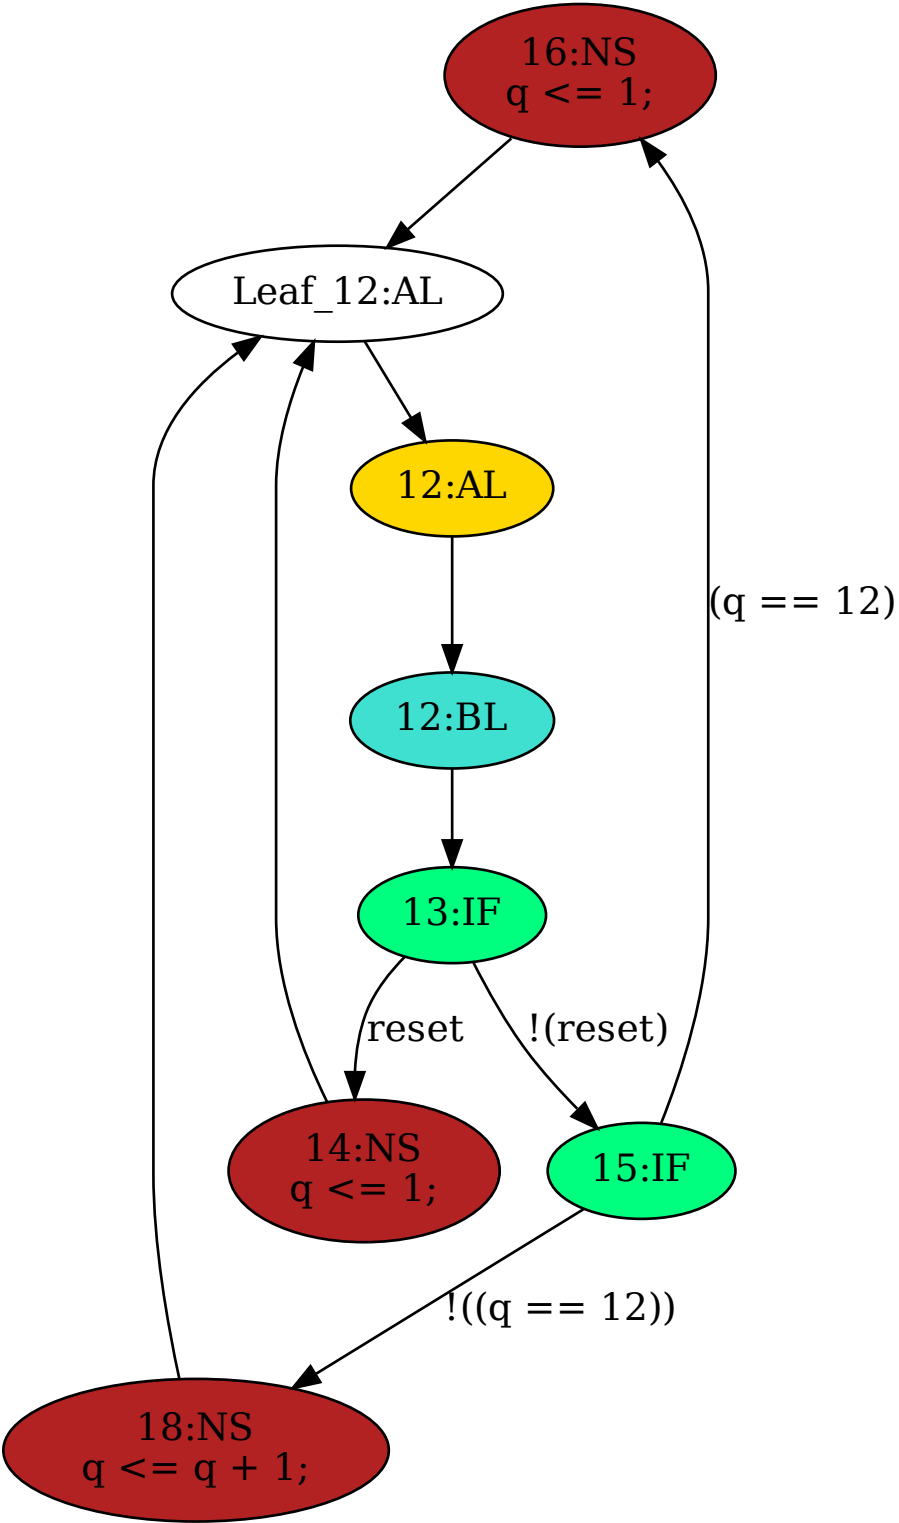 16:NS
q <= 1;
Leaf_12:AL
12:AL
(q == 12)
12:BL
13:IF
reset
!(reset)
14:NS
q <= 1;
15:IF
!((q == 12))
18:NS
q <= q + 1;